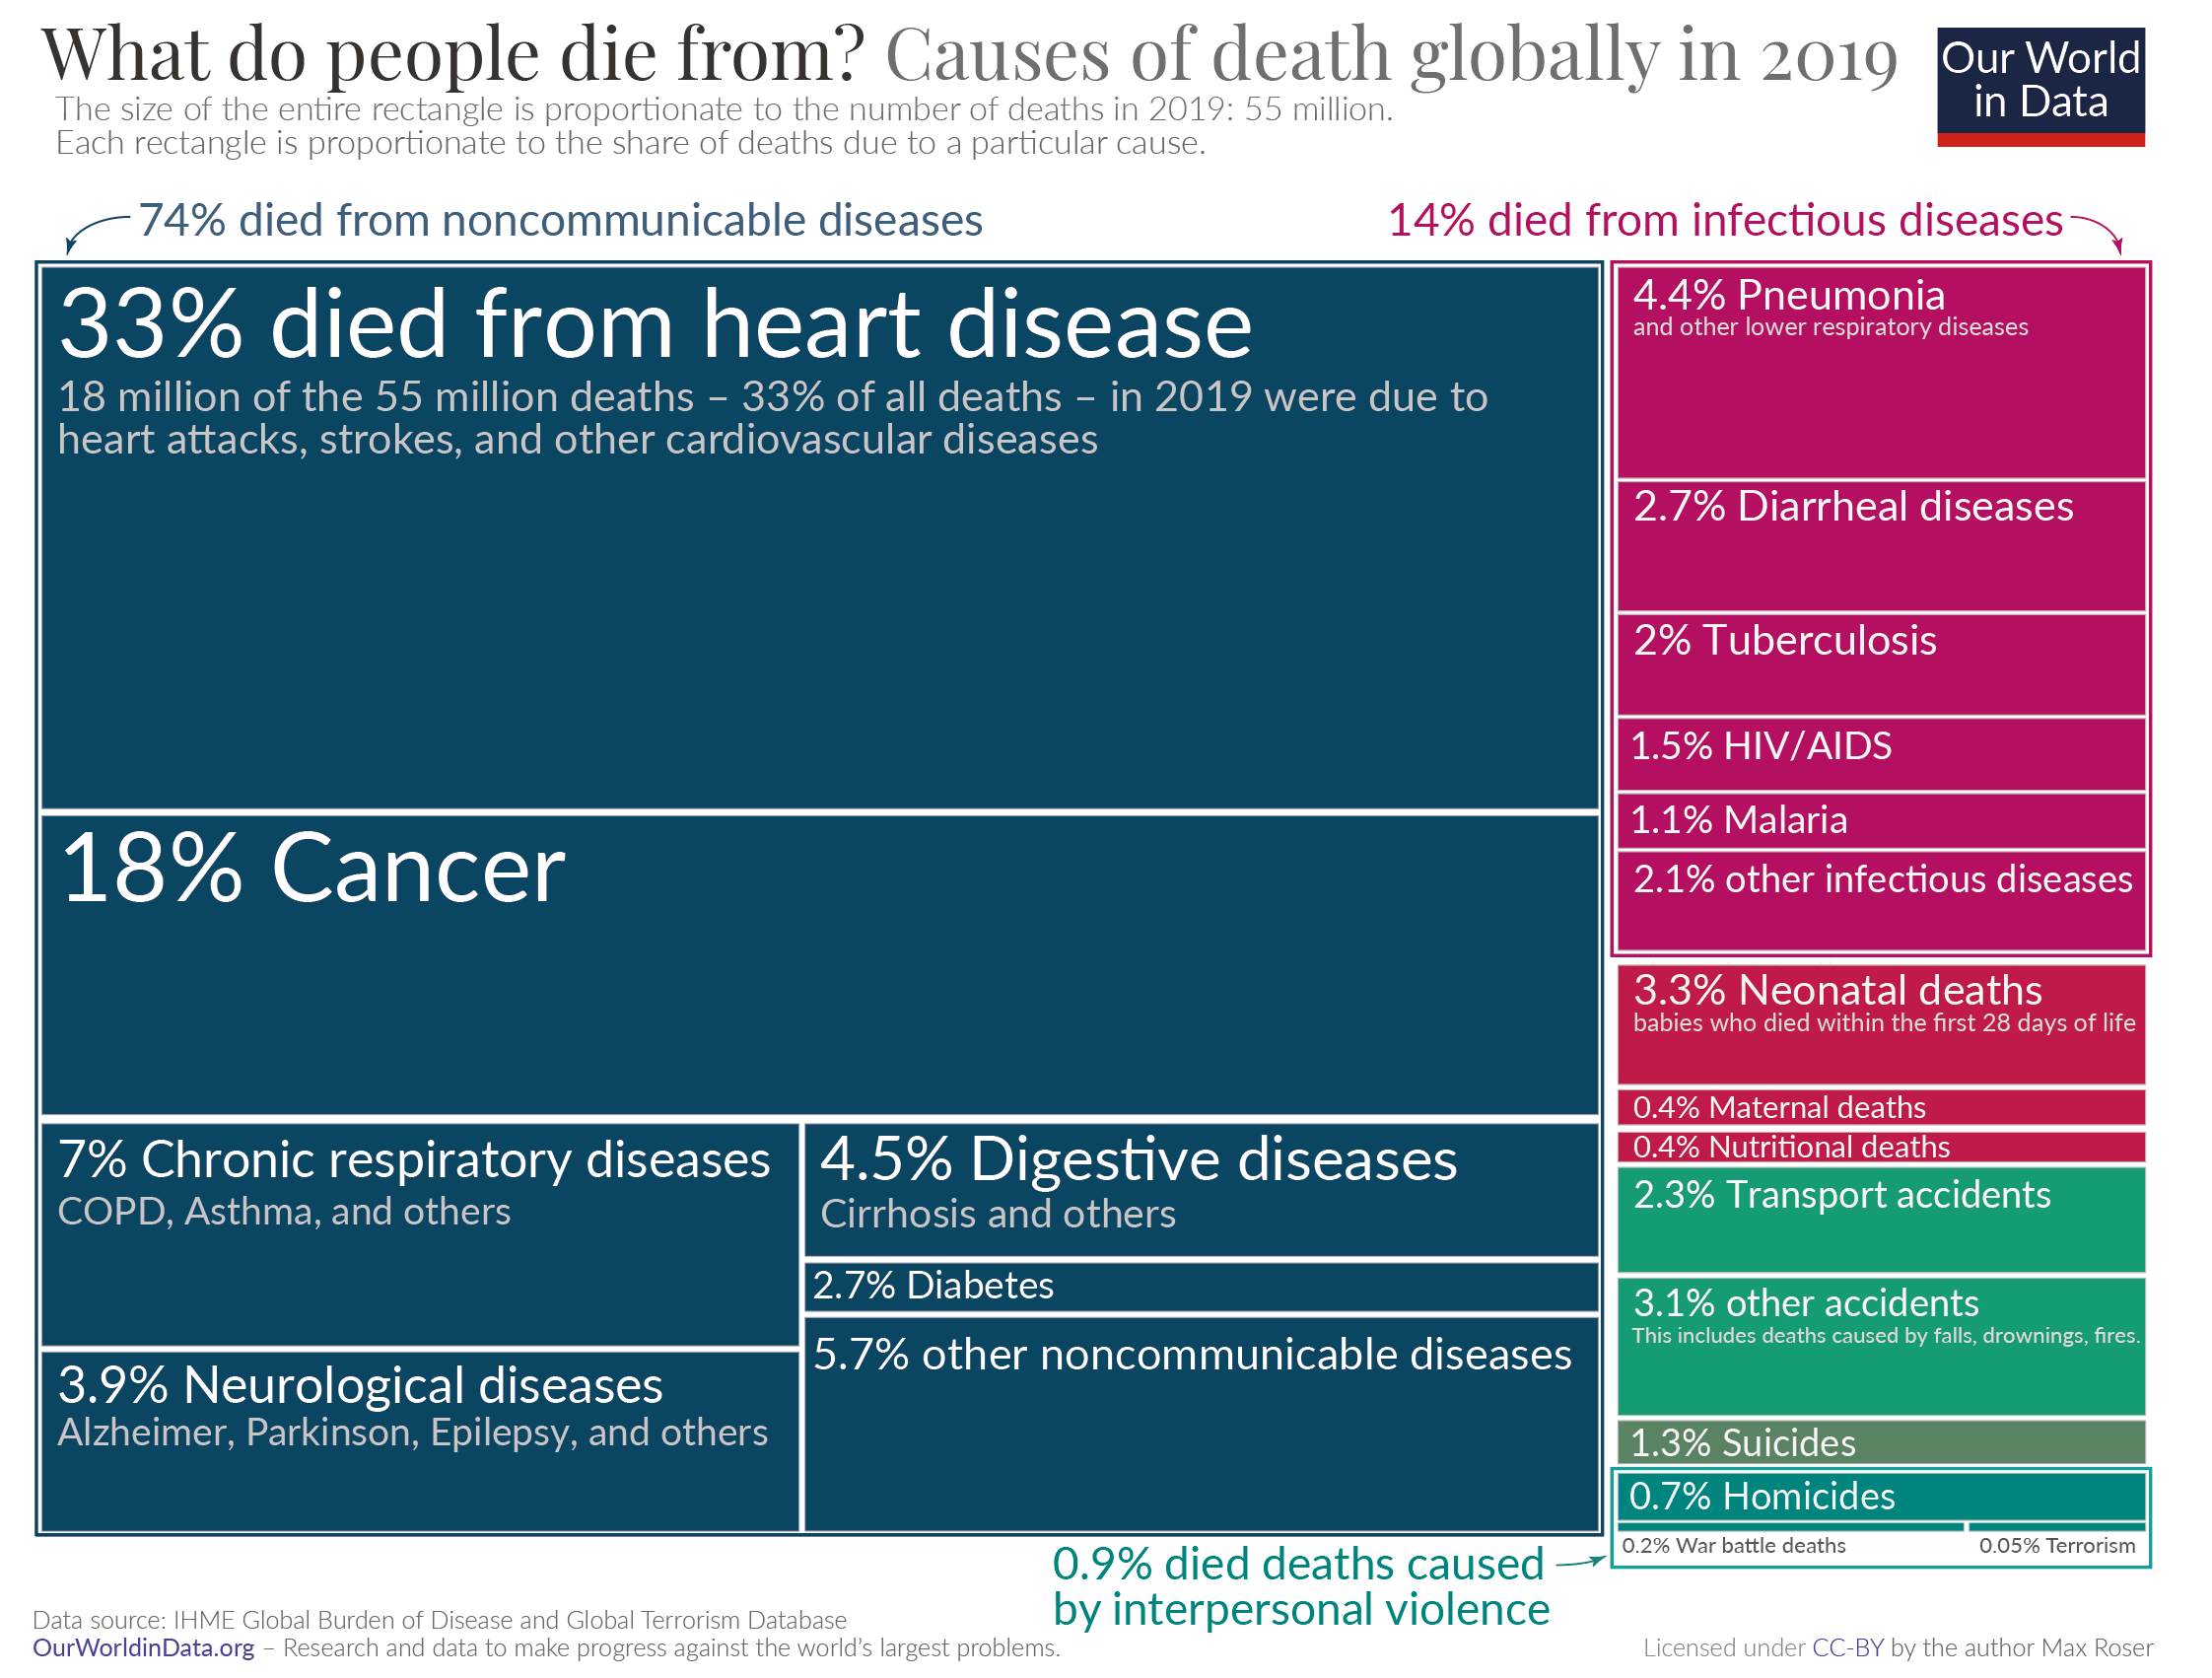 What do people die from? Causes of death globally in 2019
The size of the entire rectangle is proportionate to the number of deaths in 2019: 55 million.
Each rectangle is proportionate to the share of deaths due to a particular cause.
Our World
in Data
74% died from noncommunicable diseases
14% died from infectious diseases
33% died from heart disease
18 million of the 55 million deaths – 33% of all deaths – in 2019 were due to
heart attacks, strokes, and other cardiovascular diseases
18% Cancer
7% Chronic respiratory diseases
COPD, Asthma, and others
3.9% Neurological diseases
Alzheimer, Parkinson, Epilepsy, and others
4.5% Digestive diseases
Cirrhosis and others
2.7% Diabetes
5.7% other noncommunicable diseases
4.4% Pneumonia
and other lower respiratory diseases
2.7% Diarrheal diseases
2% Tuberculosis
1.5% HIV/AIDS
1.1% Malaria
2.1% other infectious diseases
3.3% Neonatal deaths
babies who died within the first 28 days of life
0.4% Maternal deaths
0.4% Nutritional deaths
2.3% Transport accidents
3.1% other accidents
This includes deaths caused by falls, drownings, fires.
1.3% Suicides
0.7% Homicides
0.2% War battle deaths
0.05% Terrorism
0.9% died deaths caused
by interpersonal violence
Data source: IHME Global Burden of Disease and Global Terrorism Database
OurWorldinData.org – Research and data to make progress against the world's largest problems.
Licensed under CC-BY by the author Max Roser